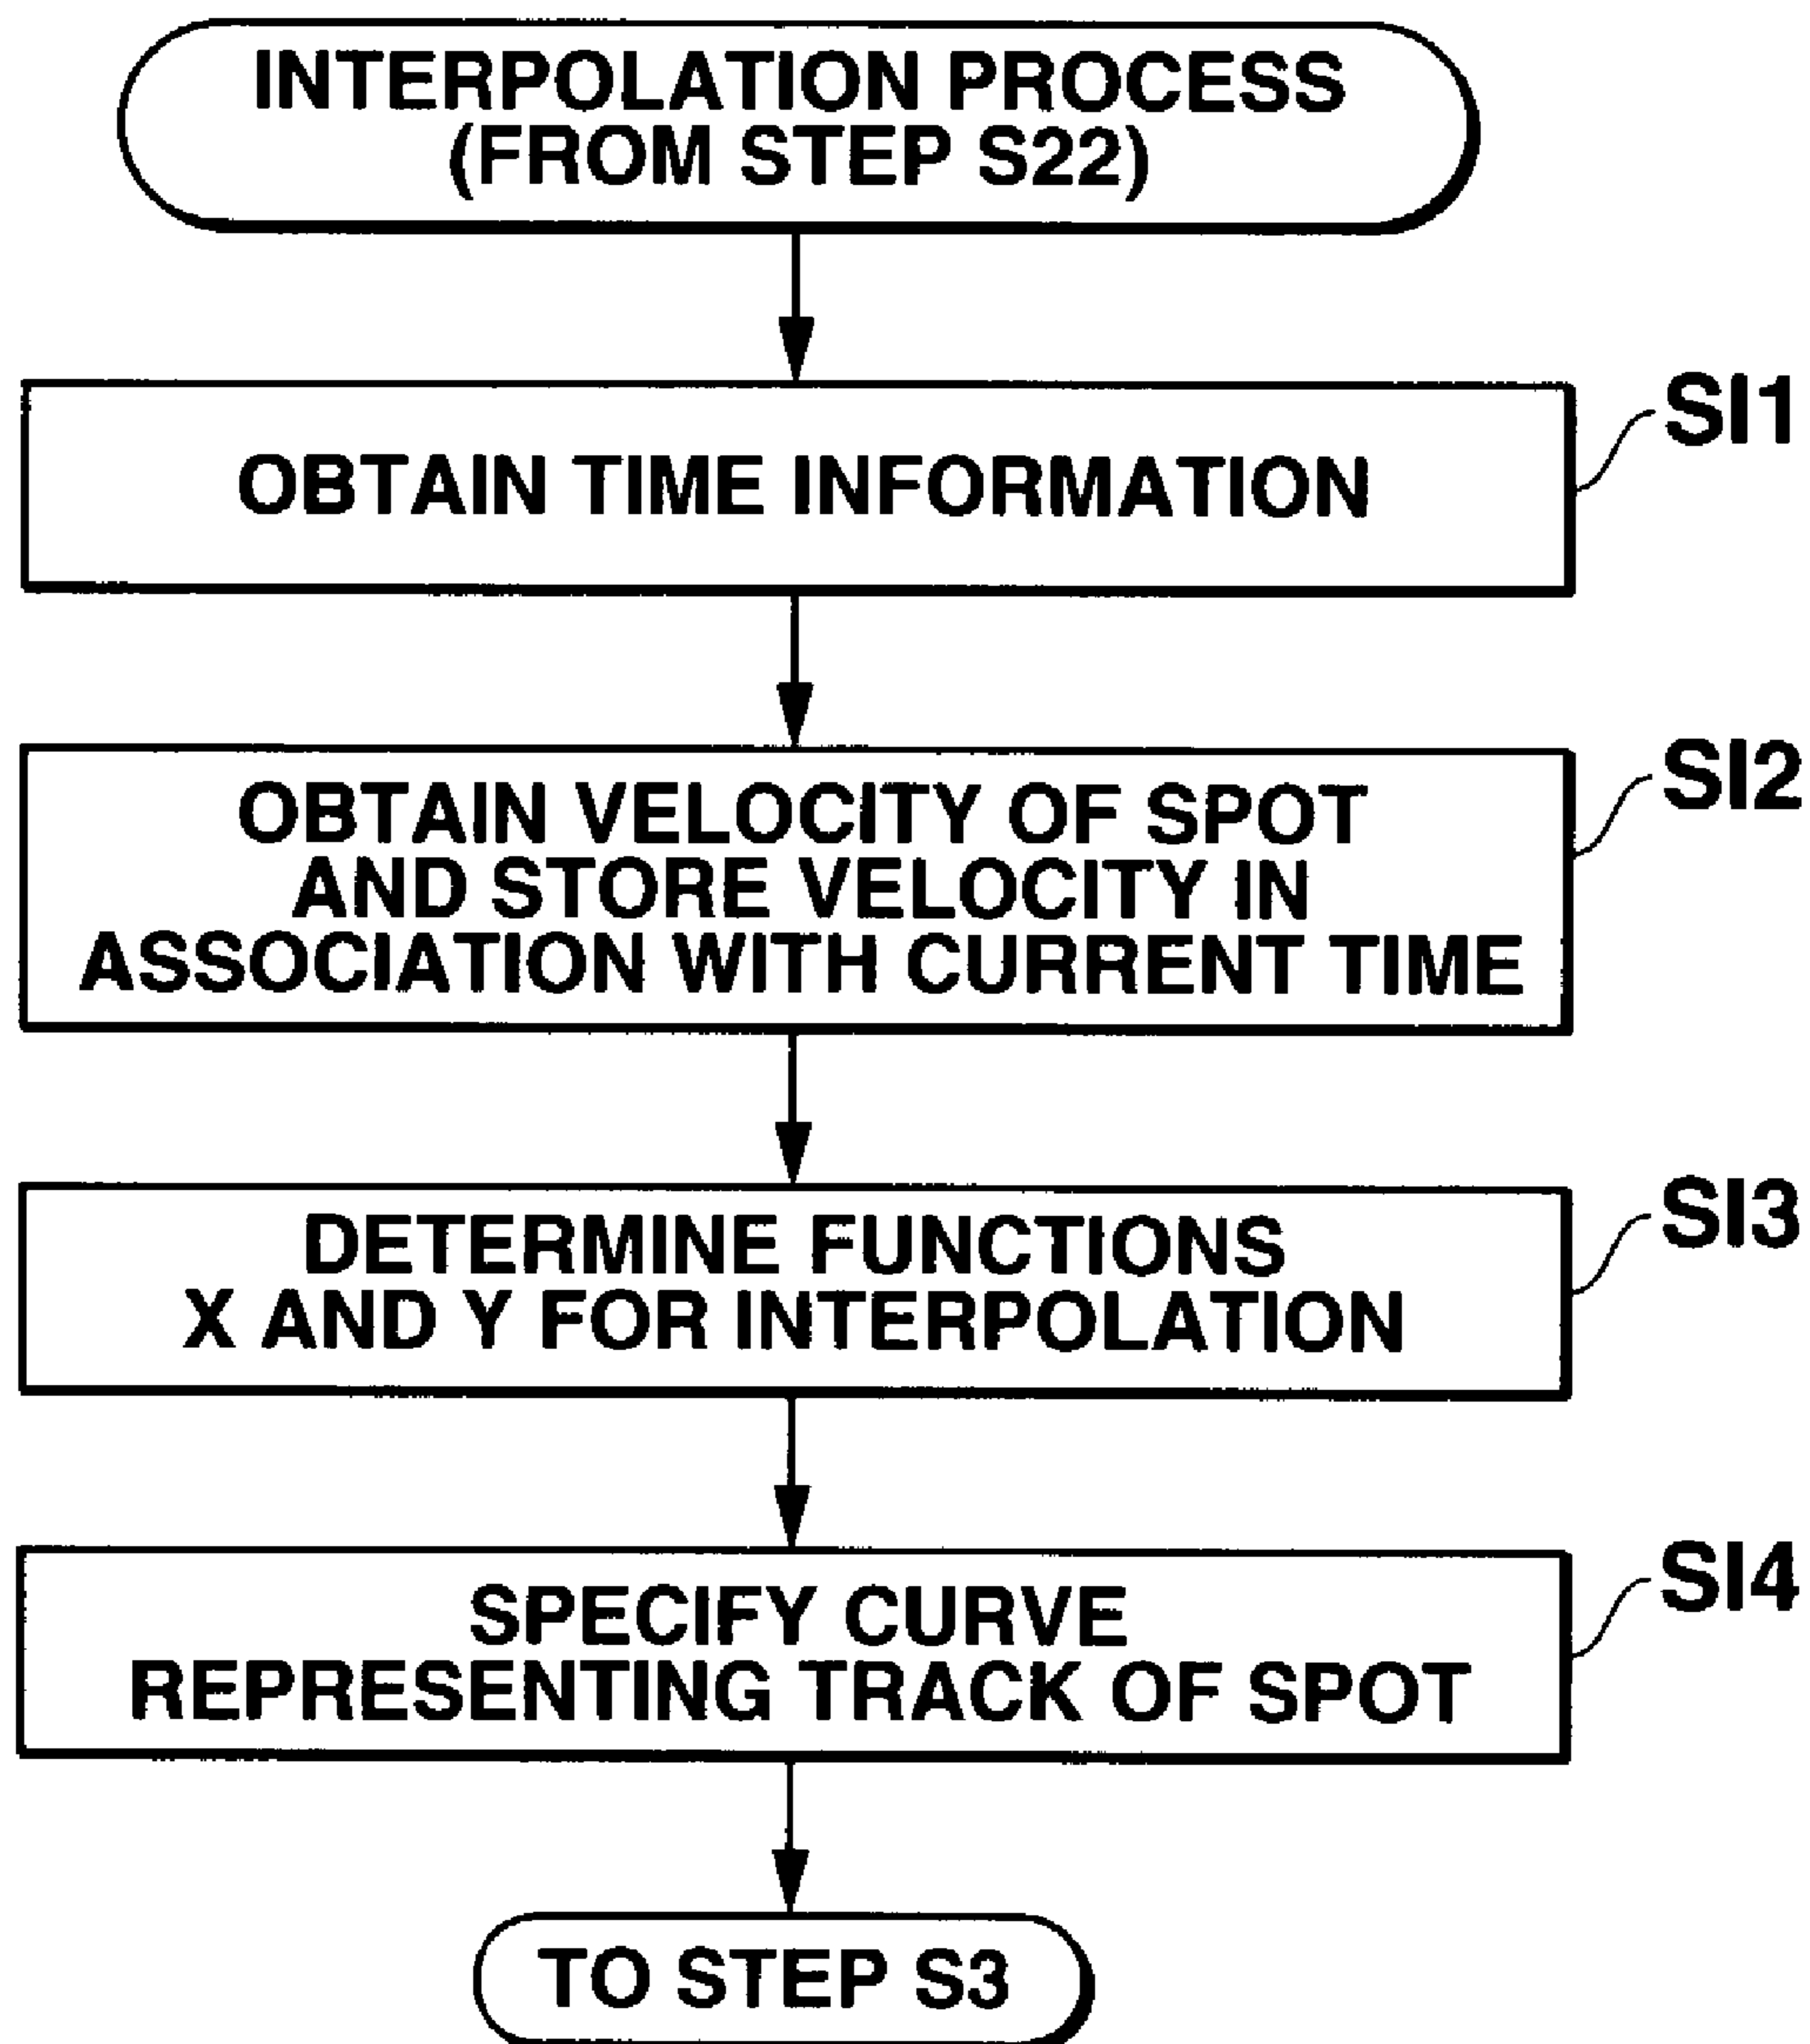 INTERPOLATION PROCESS
(FROM STEP S22)
SI1
OBTAIN TIME INFORMATION
SI2
OBTAIN VELOCITY OF SPOT
AND STORE VELOCITY IN
ASSOCIATION WITH CURRENT TIME
SI3
DETERMINE FUNCTIONS
X AND Y FOR INTERPOLATION
SI4
SPECIFY CURVE
REPRESENTING TRACK OF SPOT
TO STEP S3